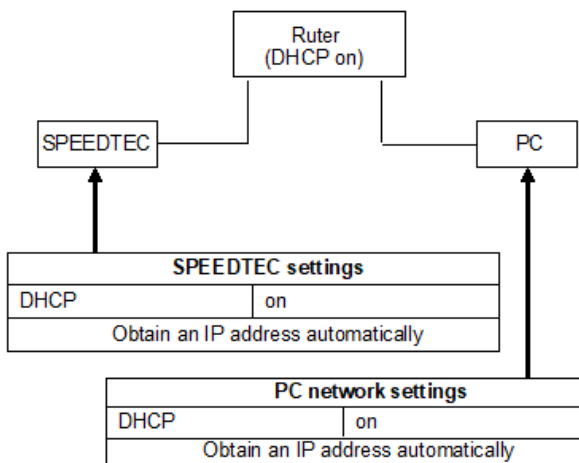 Ruter
(DHCP on)
SPEEDTEC
PC
SPEEDTEC settings
DHCP on
Obtain an IP address automatically
PC network settings
DHCP on
Obtain an IP address automatically